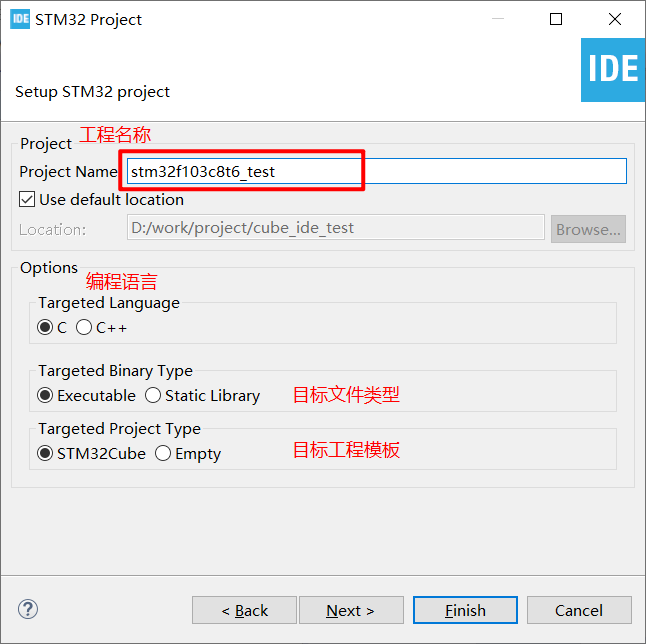 IDE STM32 Project
IDE
Setup STM32 project
Project 工程名称
Project Name: stm32f103c8t6_test
Use default location
Location: D:/work/project/cube_ide_test Browse...
Options
编程语言
Targeted Language
C C++
Targeted Binary Type
Executable Static Library 目标文件类型
Targeted Project Type
STM32Cube Empty 目标工程模板
? < Back Next > Finish Cancel